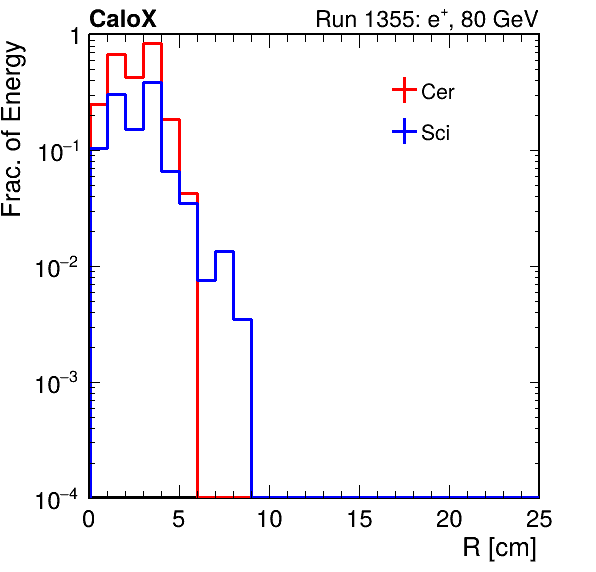 CaloX Run 1355: e⁺, 80 GeV
Frac. of Energy
1
10⁻¹
10⁻²
10⁻³
10⁻⁴
Cer
Sci
0 5 10 15 20 25
R [cm]